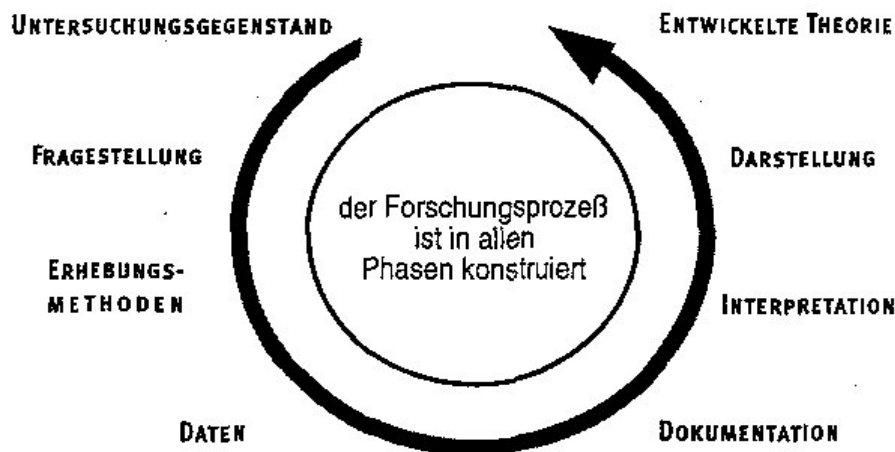 UNTERSUCHUNGSGEGENSTAND
FRAGESTELLUNG
ERHEBUNGS-
METHODEN
DATEN
DOKUMENTATION
INTERPRETATION
DARSTELLUNG
ENTWICKELTE THEORIE
der Forschungsprozeß
ist in allen
Phasen konstruiert